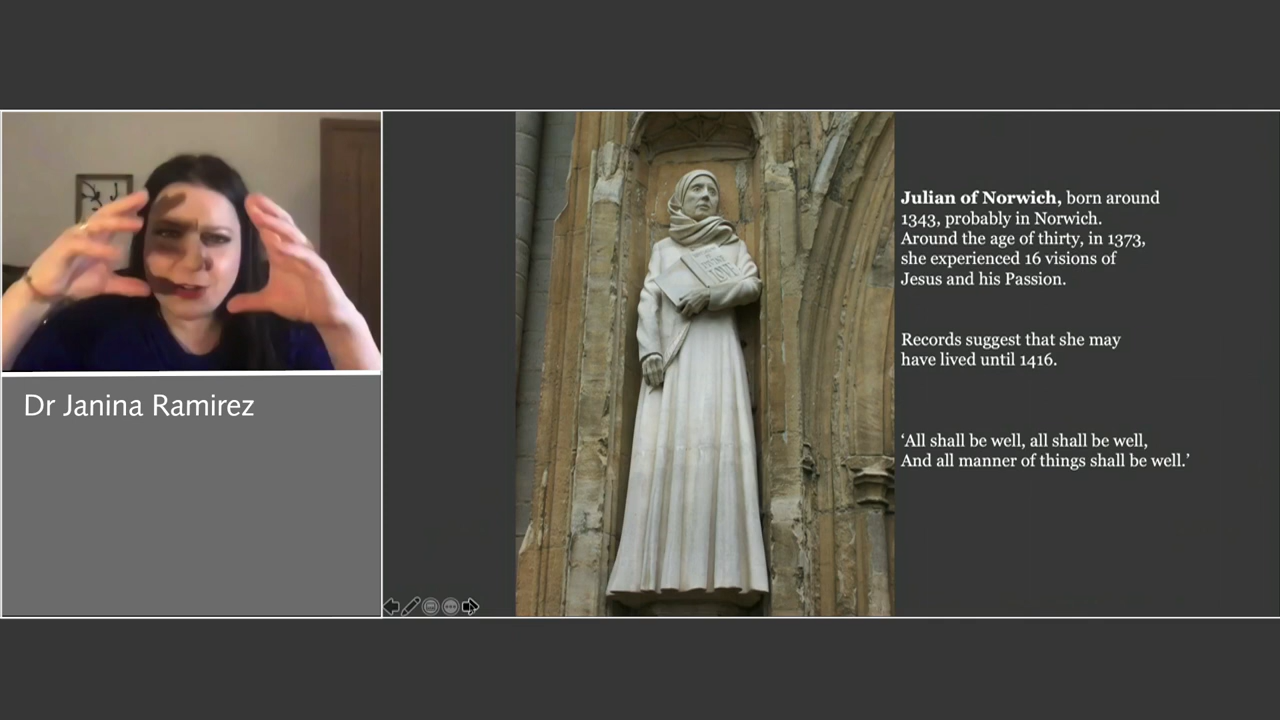 Dr Janina Ramirez
Julian of Norwich, born around
1343, probably in Norwich.
Around the age of thirty, in 1373,
she experienced 16 visions of
Jesus and his Passion.
Records suggest that she may
have lived until 1416.
‘All shall be well, all shall be well,
And all manner of things shall be well.’
LOVE